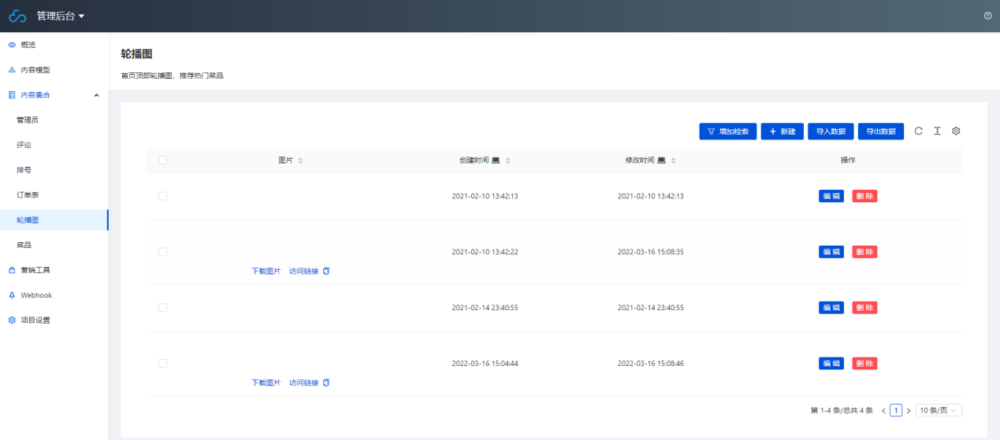 管理后台
概览
内容模型
内容集合
管理员
评论
排号
订单表
轮播图
菜品
营销工具
Webhook
项目设置
轮播图
首页顶部轮播图，推荐热门菜品
增加检索 新建 导入数据 导出数据
图片 创建时间 修改时间 操作
2021-02-10 13:42:13 2021-02-10 13:42:13 编辑 删除
2021-02-10 13:42:22 2022-03-16 15:08:35 编辑 删除
下载图片 访问链接
2021-02-14 23:40:55 2021-02-14 23:40:55 编辑 删除
2022-03-16 15:04:44 2022-03-16 15:08:46 编辑 删除
下载图片 访问链接
第 1-4 条/总共 4 条 < 1 > 10 条/页